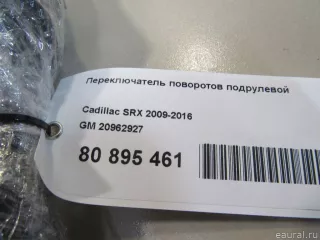 Переключатель поворотов подрулевой
Cadillac SRX 2009-2016
GM 20962927
80 895 461
eaural.ru